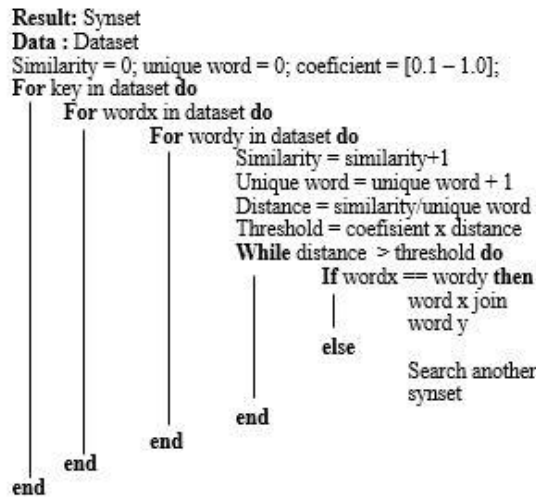 Result: Synset
Data : Dataset
Similarity = 0; unique word = 0; coeficient = [0.1 – 1.0];
For key in dataset do
For wordx in dataset do
For wordy in dataset do
Similarity = similarity+1
Unique word = unique word + 1
Distance = similarity/unique word
Threshold = coefisient x distance
While distance > threshold do
If wordx == wordy then
word x join
word y
else
Search another
synset
end
end
end
end